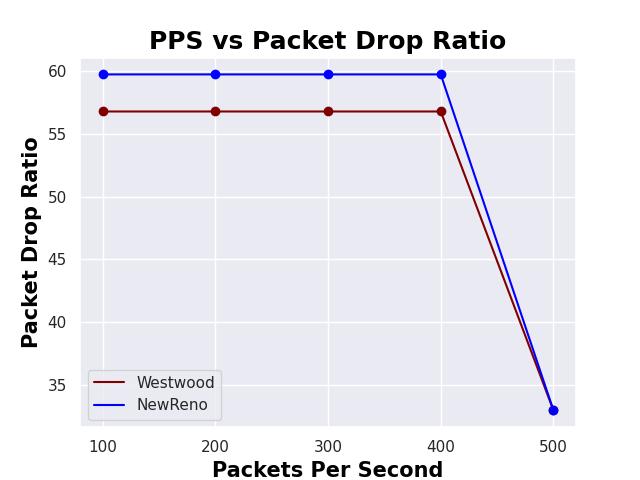 PPS vs Packet Drop Ratio
Packet Drop Ratio
60
55
50
45
40
35
Westwood
NewReno
100 200 300 400 500
Packets Per Second